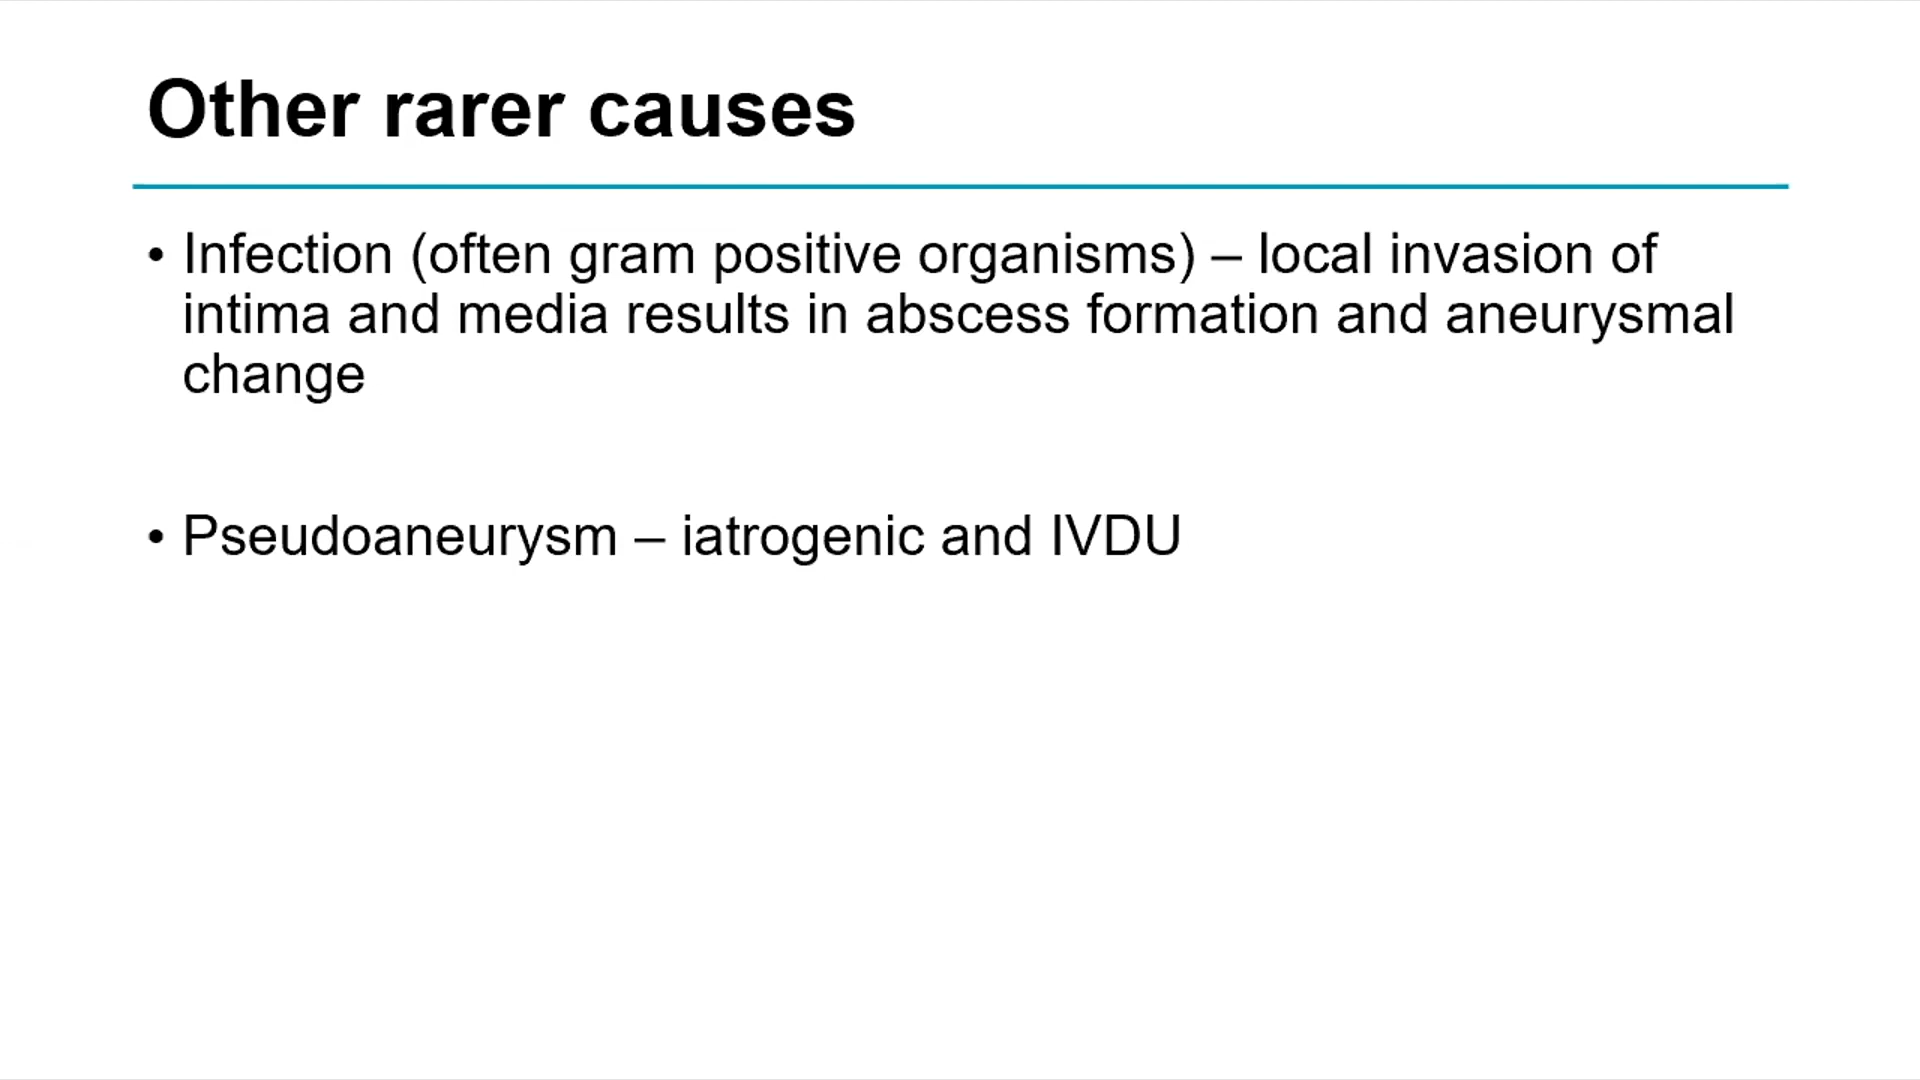 Other rarer causes
• Infection (often gram positive organisms) – local invasion of
intima and media results in abscess formation and aneurysmal
change
• Pseudoaneurysm – iatrogenic and IVDU